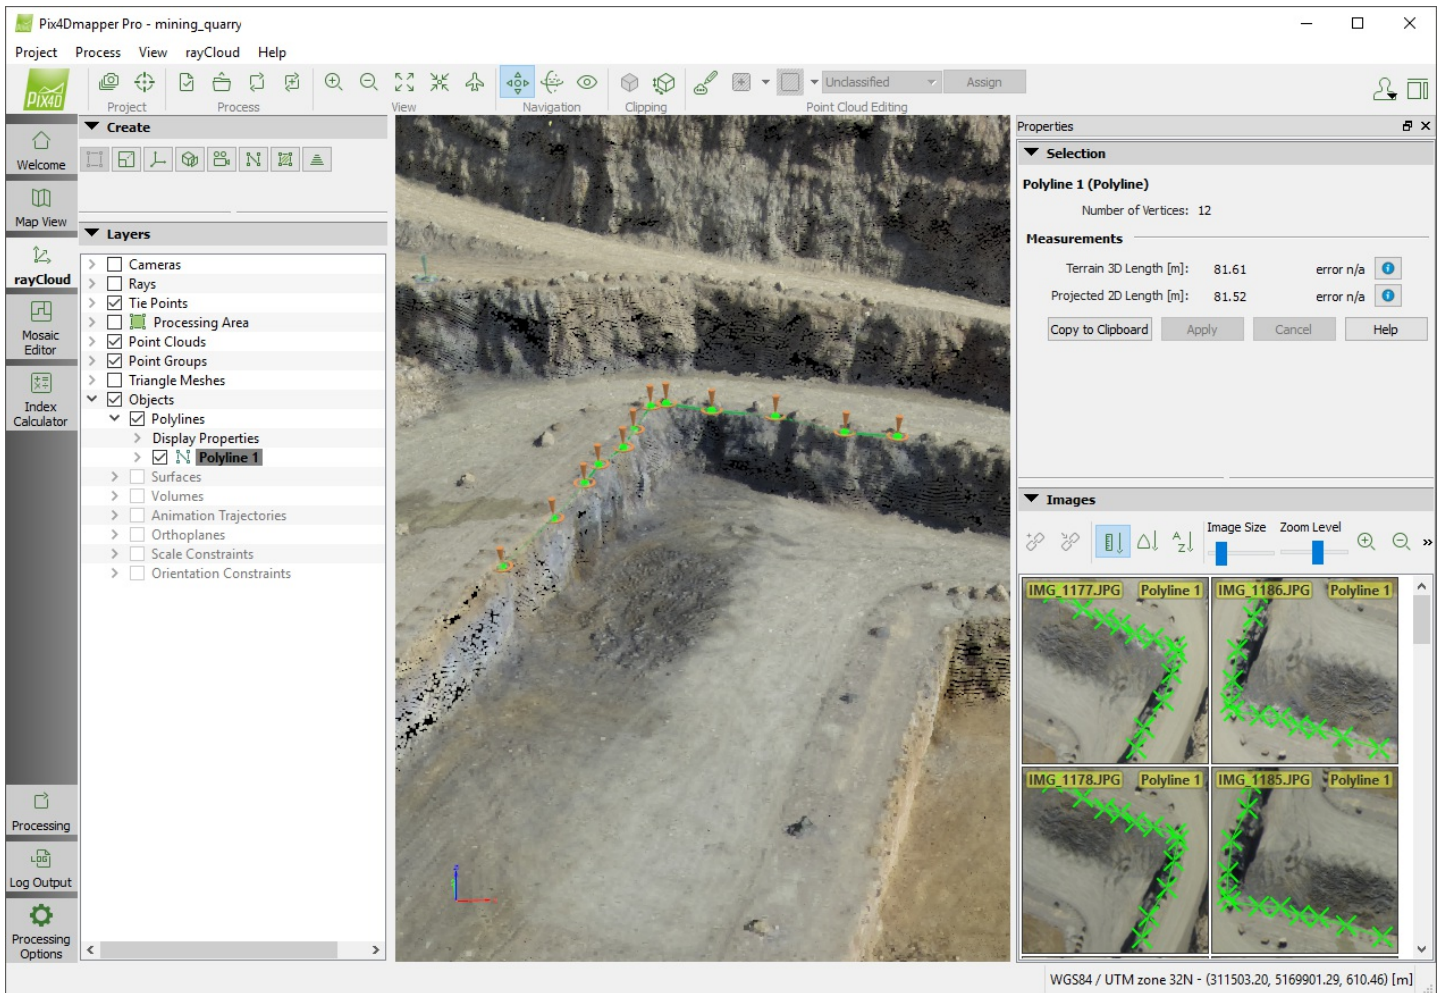 Pix4Dmapper Pro - mining_quarry
Project Process View rayCloud Help
PIX4D
Unclassified Assign
Project Process View Navigation Clipping Point Cloud Editing
Welcome
Map View
rayCloud
Mosaic
Editor
Index
Calculator
Processing
LOG
Log Output
Processing
Options
Create
Layers
Cameras
Rays
Tie Points
Processing Area
Point Clouds
Point Groups
Triangle Meshes
Objects
Polylines
Display Properties
Polyline 1
Surfaces
Volumes
Animation Trajectories
Orthoplanes
Scale Constraints
Orientation Constraints
Properties
Selection
Polyline 1 (Polyline)
Number of Vertices: 12
Measurements
Terrain 3D Length [m]: 81.61 error n/a
Projected 2D Length [m]: 81.52 error n/a
Copy to Clipboard Apply Cancel Help
Images
A Z Image Size Zoom Level
IMG_1177.JPG Polyline 1 IMG_1186.JPG Polyline 1
IMG_1178.JPG Polyline 1 IMG_1185.JPG Polyline 1
WGS84 / UTM zone 32N - (311503.20, 5169901.29, 610.46) [m]